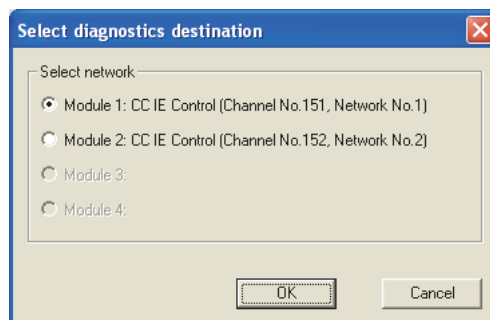 Select diagnostics destination
Select network
Module 1: CC IE Control (Channel No.151, Network No.1)
Module 2: CC IE Control (Channel No.152, Network No.2)
Module 3:
Module 4:
OK
Cancel